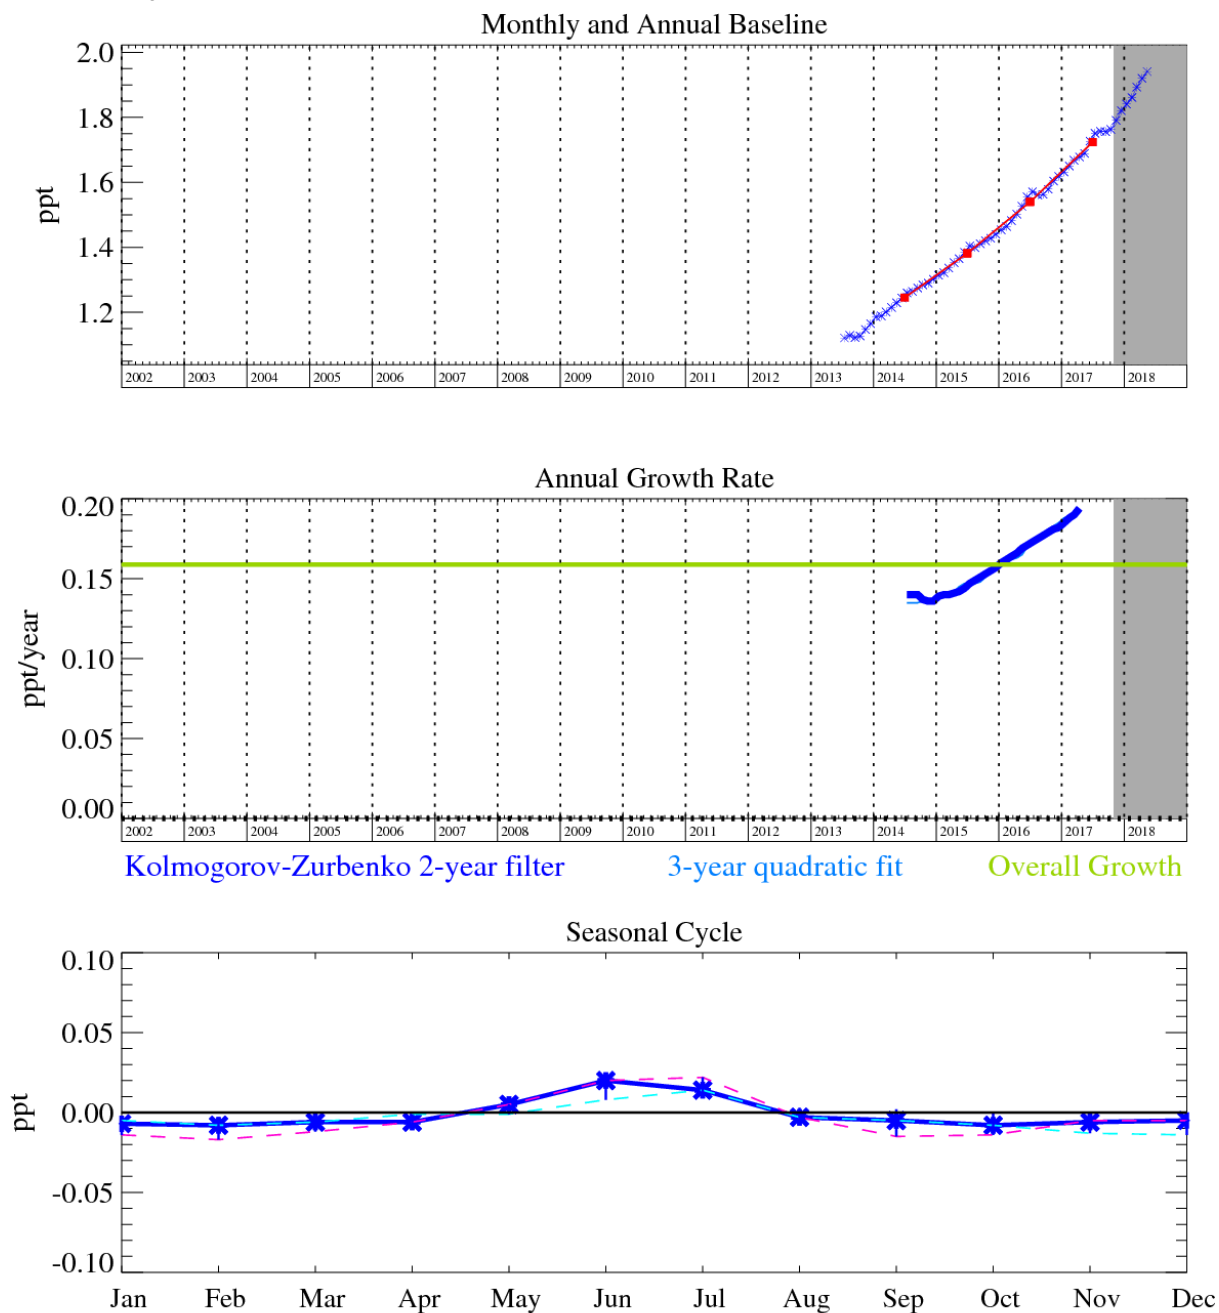 Monthly and Annual Baseline
2.0
1.8
1.6
1.4
1.2
ppt
2002 2003 2004 2005 2006 2007 2008 2009 2010 2011 2012 2013 2014 2015 2016 2017 2018
Annual Growth Rate
0.20
0.15
0.10
0.05
0.00
ppt/year
2002 2003 2004 2005 2006 2007 2008 2009 2010 2011 2012 2013 2014 2015 2016 2017 2018
Kolmogorov-Zurbenko 2-year filter 3-year quadratic fit Overall Growth
Seasonal Cycle
0.10
0.05
0.00
-0.05
-0.10
ppt
Jan Feb Mar Apr May Jun Jul Aug Sep Oct Nov Dec